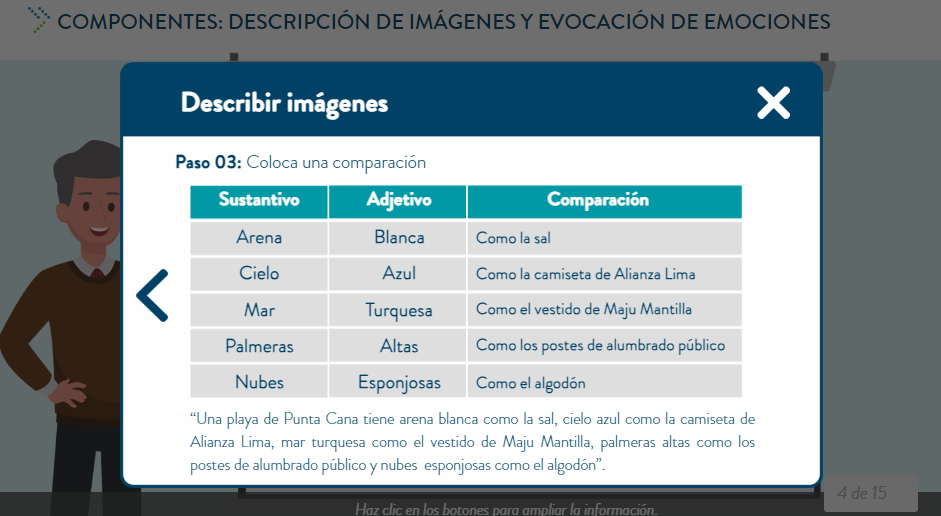 COMPONENTES: DESCRIPCIÓN DE IMÁGENES Y EVOCACIÓN DE EMOCIONES
Describir imágenes
Paso 03: Coloca una comparación
Sustantivo Adjetivo Comparación
Arena Blanca Como la sal
Cielo Azul Como la camiseta de Alianza Lima
Mar Turquesa Como el vestido de Maju Mantilla
Palmeras Altas Como los postes de alumbrado público
Nubes Esponjosas Como el algodón
“Una playa de Punta Cana tiene arena blanca como la sal, cielo azul como la camiseta de
Alianza Lima, mar turquesa como el vestido de Maju Mantilla, palmeras altas como los
postes de alumbrado público y nubes esponjosas como el algodón”.
4 de 15
Haz clic en los botones para ampliar la información.